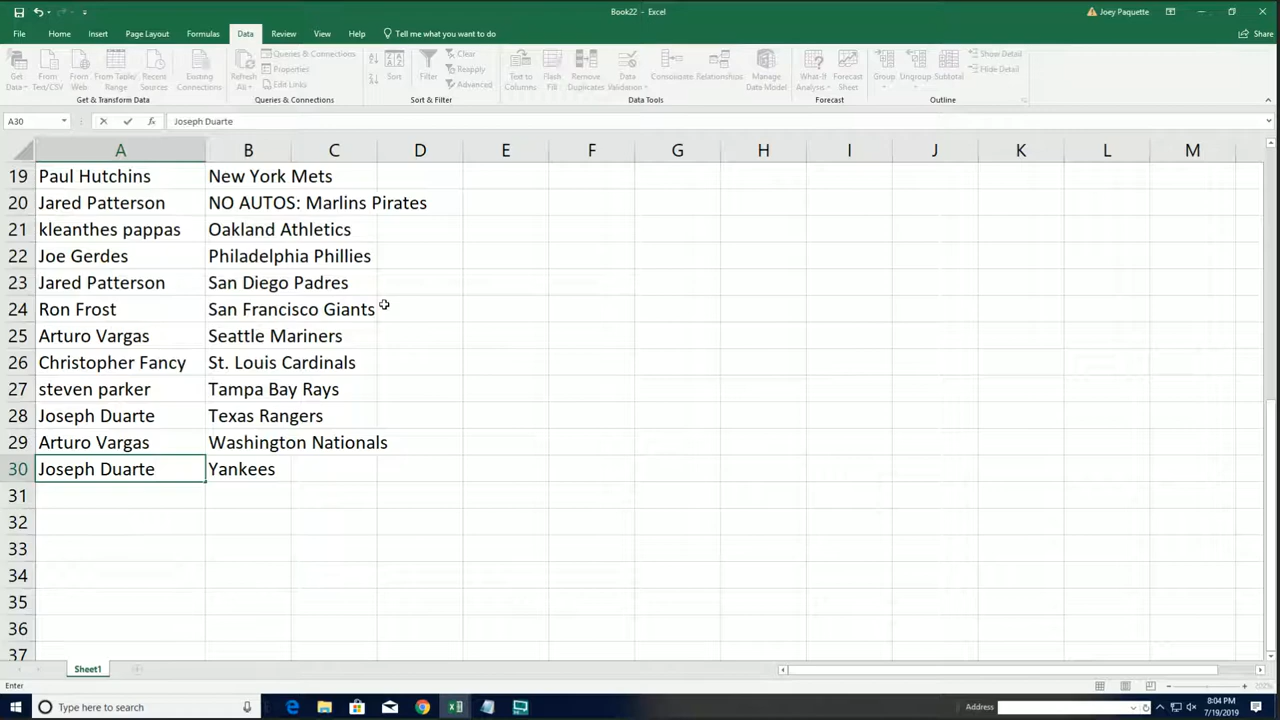 Book22 - Excel
Joey Paquette
File Home Insert Page Layout Formulas Data Review View Help Tell me what you want to do
Share
Get Data From Text/CSV From Web From Table/Range Recent Sources Existing Connections
Get & Transform Data
Refresh All Queries & Connections Properties Edit Links
Queries & Connections
Sort Filter Clear Reapply Advanced
Sort & Filter
Text to Columns Flash Fill Remove Duplicates Data Validation Consolidate Relationships Manage Data Model
Data Tools
What-If Analysis Forecast Sheet
Forecast
Group Ungroup Subtotal Show Detail Hide Detail
Outline
A30 fx Joseph Duarte
A B C D E F G H I J K L M
19 Paul Hutchins New York Mets
20 Jared Patterson NO AUTOS: Marlins Pirates
21 kleanthes pappas Oakland Athletics
22 Joe Gerdes Philadelphia Phillies
23 Jared Patterson San Diego Padres
24 Ron Frost San Francisco Giants
25 Arturo Vargas Seattle Mariners
26 Christopher Fancy St. Louis Cardinals
27 steven parker Tampa Bay Rays
28 Joseph Duarte Texas Rangers
29 Arturo Vargas Washington Nationals
30 Joseph Duarte Yankees
31
32
33
34
35
36
37
Sheet1
Enter
Type here to search
Address
8:04 PM
7/19/2019